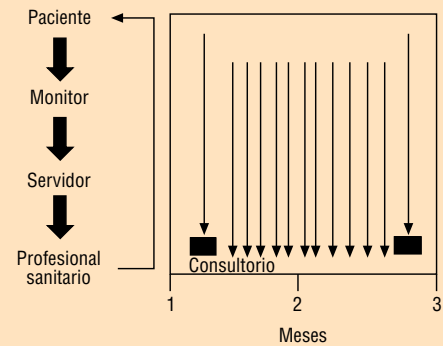 Paciente
Monitor
Servidor
Profesional
sanitario
Consultorio
1
2
3
Meses